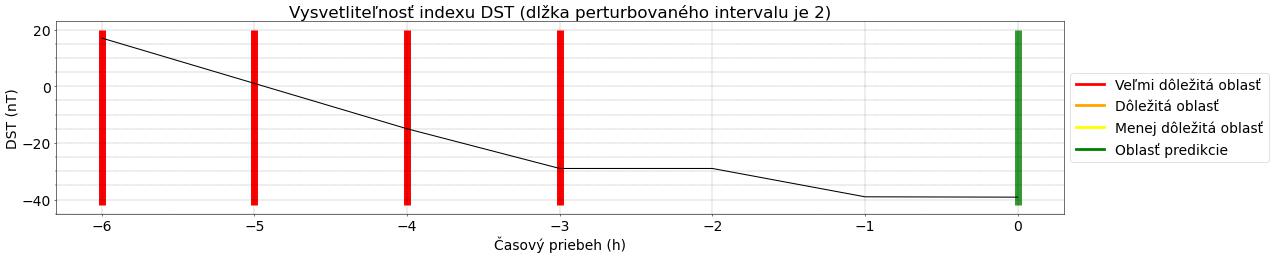 Vysvetliteľnosť indexu DST (dĺžka perturbovaného intervalu je 2)
20
0
−20
−40
DST (nT)
−6
−5
−4
−3
−2
−1
0
Časový priebeh (h)
Veľmi dôležitá oblasť
Dôležitá oblasť
Menej dôležitá oblasť
Oblasť predikcie